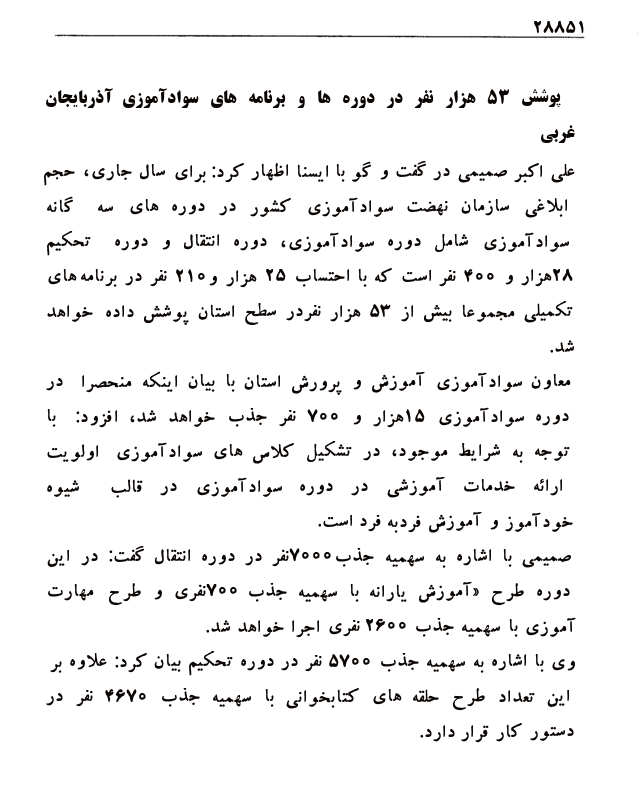 ۲۸۸۵۱
پوشش ۵۳ هزار نفر در دوره ها و برنامه های سوادآموزی آذربایجان
غربی
علی اکبر صمیمی در گفت و گو با ایسنا اظهار کرد: برای سال جاری، حجم
ابلاغی سازمان نهضت سوادآموزی کشور در دوره های سه گانه
سوادآموزی شامل دوره سوادآموزی، دوره انتقال و دوره تحکیم
۲۸هزار و ۴۰۰ نفر است که با احتساب ۲۵ هزار و۲۱۰ نفر در برنامه‌های
تکمیلی مجموعا بیش از ۵۳ هزار نفردر سطح استان پوشش داده خواهد
شد.
معاون سوادآموزی آموزش و پرورش استان با بیان اینکه منحصرا در
دوره سوادآموزی ۱۵هزار و ۷۰۰ نفر جذب خواهد شد، افزود: با
توجه به شرایط موجود، در تشکیل کلاس های سوادآموزی اولویت
ارائه خدمات آموزشی در دوره سوادآموزی در قالب شیوه
خودآموز و آموزش فردبه فرد است.
صمیمی با اشاره به سهمیه جذب۷۰۰۰نفر در دوره انتقال گفت: در این
دوره طرح «آموزش یارانه با سهمیه جذب ۷۰۰نفری و طرح مهارت
آموزی با سهمیه جذب ۲۶۰۰ نفری اجرا خواهد شد.
وی با اشاره به سهمیه جذب ۵۷۰۰ نفر در دوره تحکیم بیان کرد: علاوه بر
این تعداد طرح حلقه های کتابخوانی با سهمیه جذب ۴۶۷۰ نفر در
دستور کار قرار دارد.